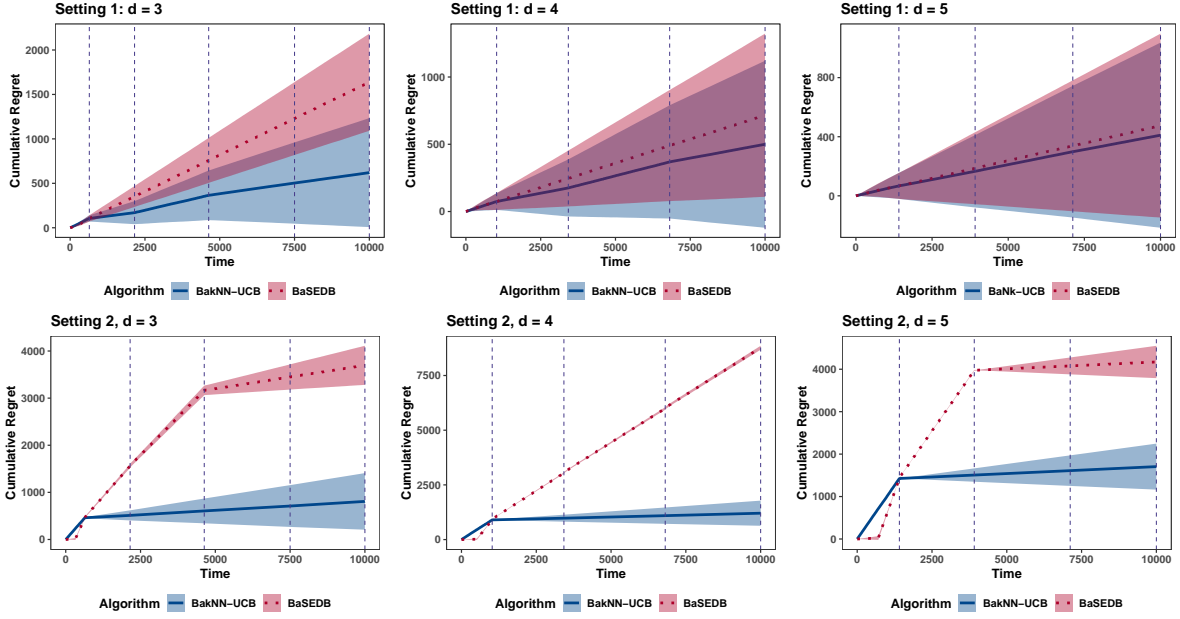 Setting 1: d = 3
Cumulative Regret
2000
1500
1000
500
0
0 2500 5000 7500 10000
Time
Algorithm BakNN−UCB BaSEDB
Setting 1: d = 4
Cumulative Regret
1000
500
0
0 2500 5000 7500 10000
Time
Algorithm BakNN−UCB BaSEDB
Setting 1: d = 5
Cumulative Regret
800
400
0
0 2500 5000 7500 10000
Time
Algorithm BaNk−UCB BaSEDB
Setting 2, d = 3
Cumulative Regret
4000
3000
2000
1000
0
0 2500 5000 7500 10000
Time
Algorithm BakNN−UCB BaSEDB
Setting 2, d = 4
Cumulative Regret
7500
5000
2500
0
0 2500 5000 7500 10000
Time
Algorithm BakNN−UCB BaSEDB
Setting 2, d = 5
Cumulative Regret
4000
3000
2000
1000
0
0 2500 5000 7500 10000
Time
Algorithm BakNN−UCB BaSEDB